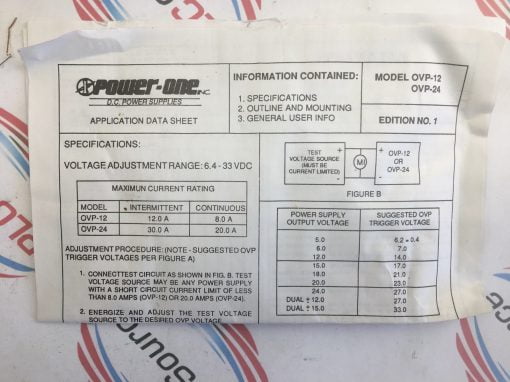 POWER-ONE INC.
D.C. POWER SUPPLIES
APPLICATION DATA SHEET
INFORMATION CONTAINED:
1. SPECIFICATIONS
2. OUTLINE AND MOUNTING
3. GENERAL USER INFO
MODEL OVP-12
OVP-24
EDITION NO. 1
SPECIFICATIONS:
VOLTAGE ADJUSTMENT RANGE: 6.4 - 33 VDC
MAXIMUN CURRENT RATING
MODEL INTERMITTENT CONTINUOUS
OVP-12 12.0 A 8.0 A
OVP-24 30.0 A 20.0 A
ADJUSTMENT PROCEDURE: (NOTE - SUGGESTED OVP
TRIGGER VOLTAGES PER FIGURE A)
1. CONNECTTEST CIRCUIT AS SHOWN IN FIG. B. TEST
VOLTAGE SOURCE MAY BE ANY POWER SUPPLY
WITH A SHORT CIRCUIT CURRENT LIMIT OF LESS
THAN 8.0 AMPS (OVP-12) OR 20.0 AMPS (OVP-24).
2. ENERGIZE AND ADJUST THE TEST VOLTAGE
SOURCE TO THE DESIRED OVP VOLTAGE.
TEST
VOLTAGE SOURCE
(MUST BE
CURRENT LIMITED)
+
-
M
+
-
OVP-12
OR
OVP-24
FIGURE B
POWER SUPPLY OUTPUT VOLTAGE SUGGESTED OVP TRIGGER VOLTAGE
5.0 6.2 ± 0.4
6.0 7.0
12.0 14.0
15.0 17.0
18.0 21.0
20.0 23.0
24.0 27.0
DUAL ± 12.0 27.0
DUAL ± 15.0 33.0